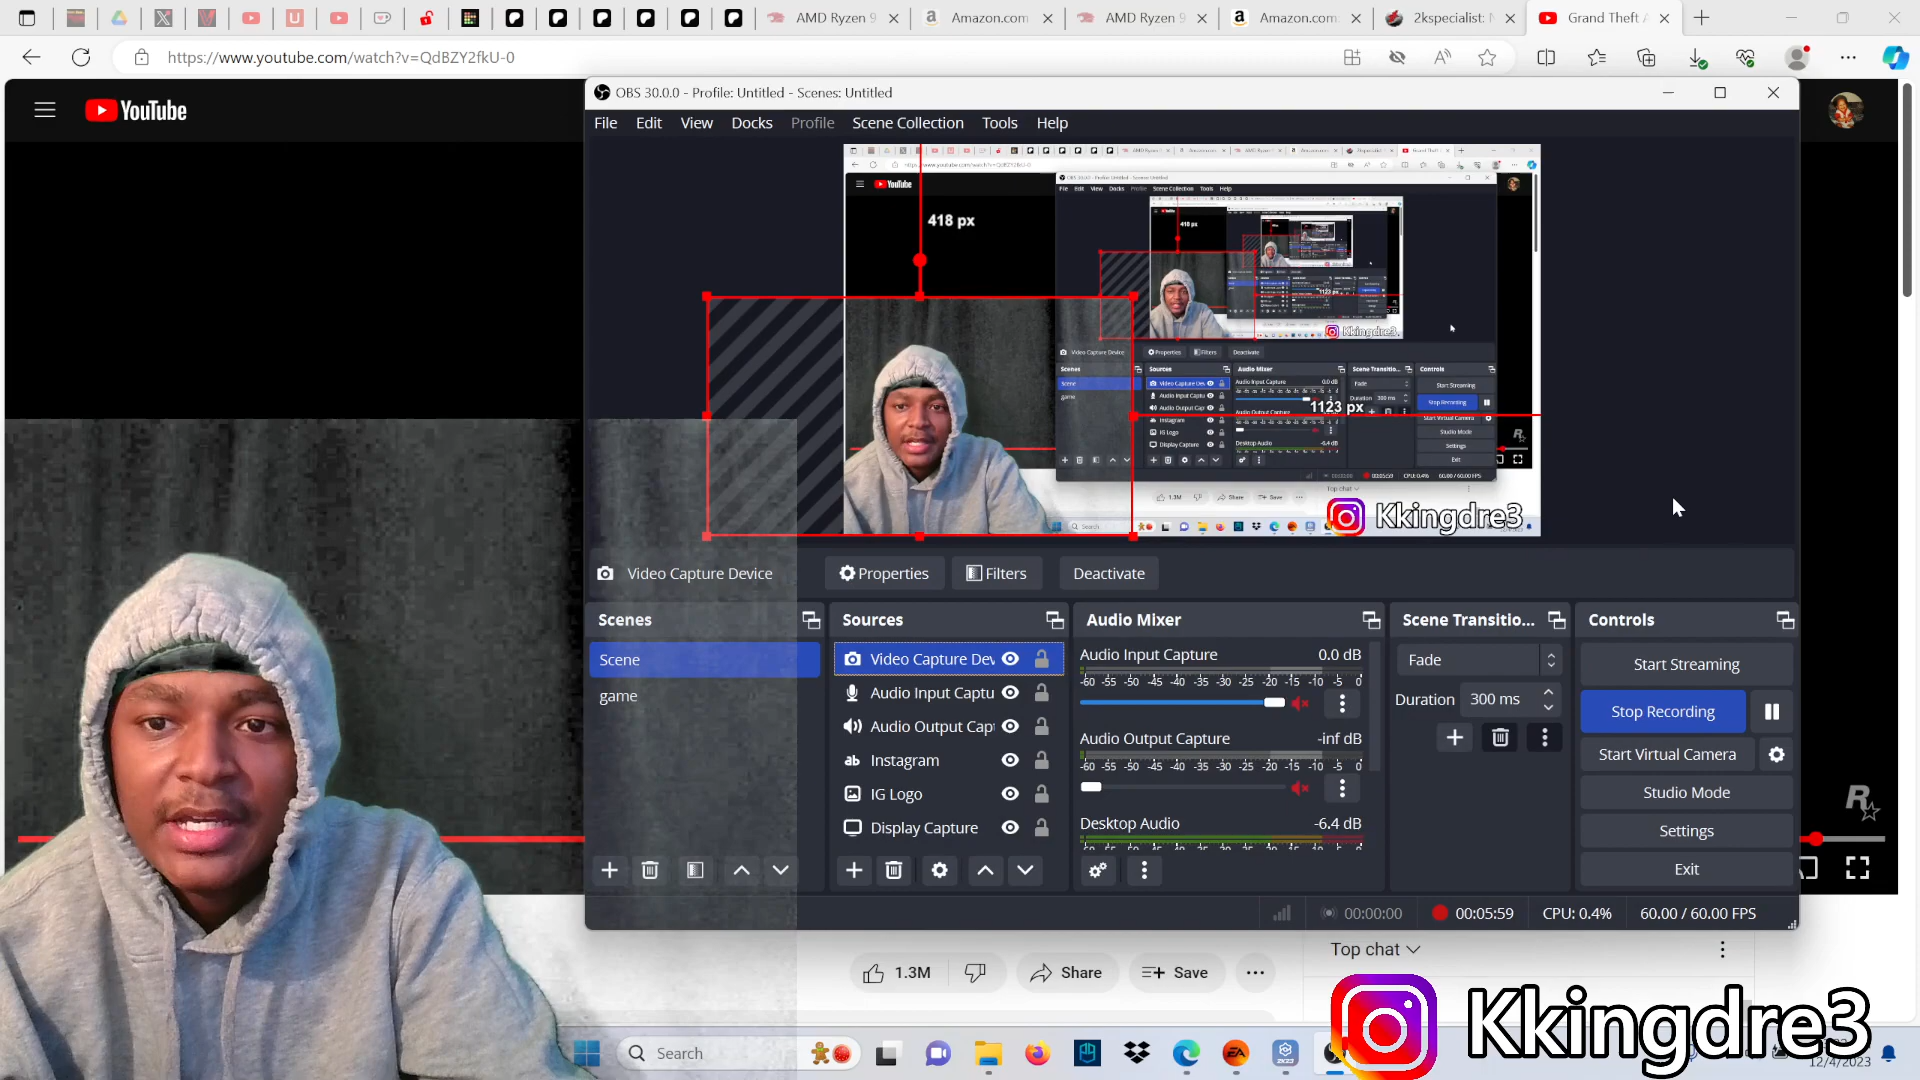 AMD Ryzen 9
Amazon.com
AMD Ryzen 9
Amazon.com:
2kspecialist: N
Grand Theft A
https://www.youtube.com/watch?v=QdBZY2fkU-0
YouTube
OBS 30.0.0 - Profile: Untitled - Scenes: Untitled
File Edit View Docks Profile Scene Collection Tools Help
418 px
1123 px
Kkingdre3
Video Capture Device
Properties
Filters
Deactivate
Scenes
Sources
Audio Mixer
Scene Transitio...
Controls
Scene
game
Video Capture Dev
Audio Input Captu
Audio Output Cap
Instagram
IG Logo
Display Capture
Audio Input Capture 0.0 dB
-60 -55 -50 -45 -40 -35 -30 -25 -20 -15 -10 -5 0
Audio Output Capture -inf dB
-60 -55 -50 -45 -40 -35 -30 -25 -20 -15 -10 -5 0
Desktop Audio -6.4 dB
Fade
Duration 300 ms
Start Streaming
Stop Recording
Start Virtual Camera
Studio Mode
Settings
Exit
00:00:00
00:05:59
CPU: 0.4%
60.00 / 60.00 FPS
Top chat
1.3M
Share
Save
Search
Kkingdre3
12/4/2023